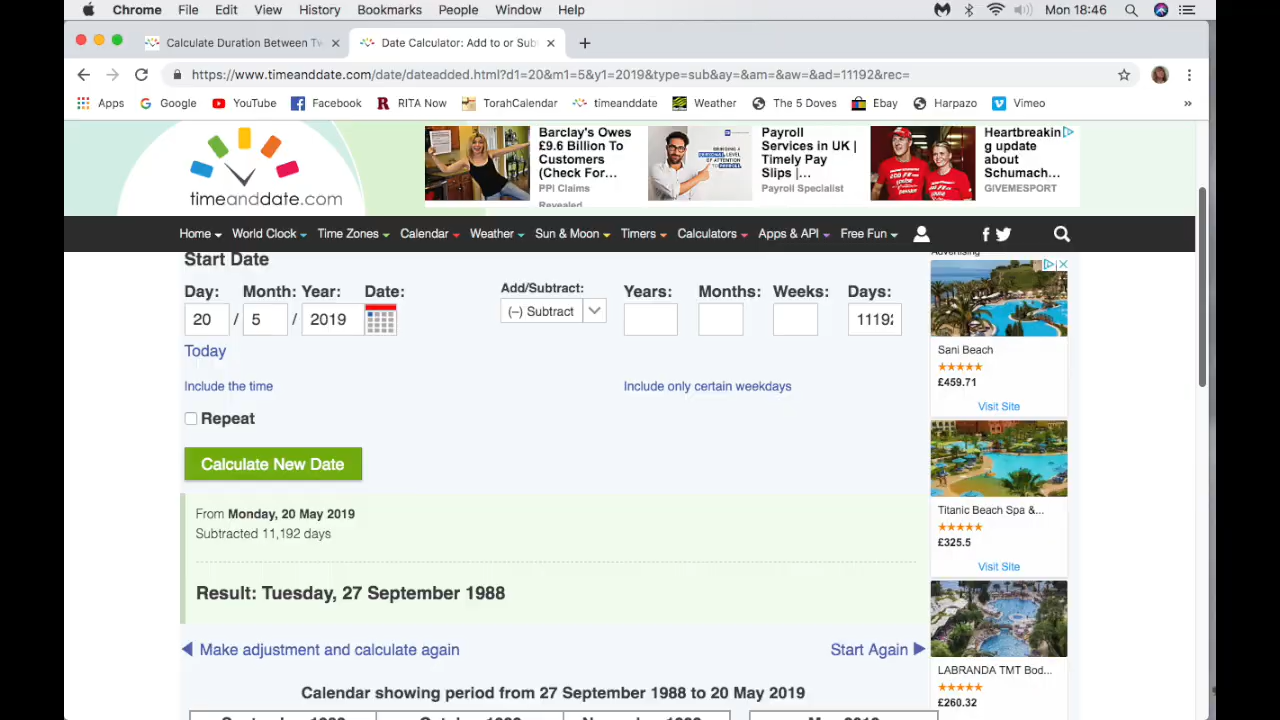 Chrome File Edit View History Bookmarks People Window Help Mon 18:46
Calculate Duration Between Tw × Date Calculator: Add to or Sub × +
https://www.timeanddate.com/date/dateadded.html?d1=20&m1=5&y1=2019&type=sub&ay=&am=&aw=&ad=11192&rec=
Apps Google YouTube Facebook RITA Now TorahCalendar timeanddate Weather The 5 Doves Ebay Harpazo Vimeo »
timeanddate.com
Barclay's Owes
£9.6 Billion To
Customers
(Check For...
PPI Claims
Revealed
Payroll
Services in UK |
Timely Pay
Slips |...
Payroll Specialist
Heartbreakin
g update
about
Schumach...
GIVEMESPORT
Home World Clock Time Zones Calendar Weather Sun & Moon Timers Calculators Apps & API Free Fun
Start Date
Day: Month: Year: Date:
20 / 5 / 2019
Today
Add/Subtract: Years: Months: Weeks: Days:
(–) Subtract 11192
Include the time Include only certain weekdays
Repeat
Calculate New Date
From Monday, 20 May 2019
Subtracted 11,192 days
Result: Tuesday, 27 September 1988
Make adjustment and calculate again Start Again
Calendar showing period from 27 September 1988 to 20 May 2019
Advertising
Sani Beach
£459.71
Visit Site
Titanic Beach Spa &...
£325.5
Visit Site
LABRANDA TMT Bod...
£260.32